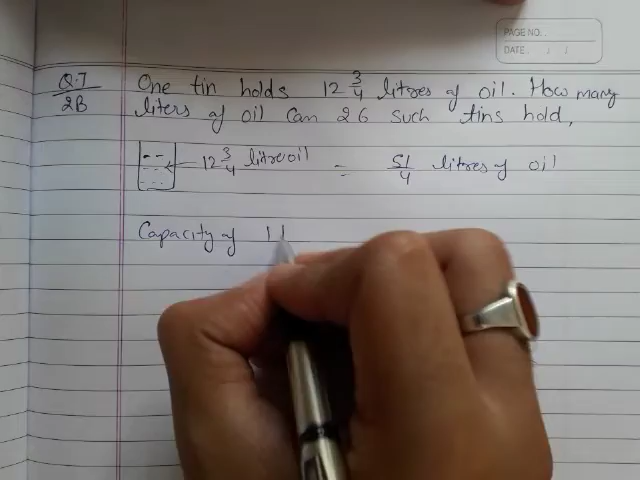 PAGE NO.:
DATE: / /
Q.7 One tin holds 12 3/4 litres of oil. How many
2B liters of oil can 26 such tins hold,
12 3/4 litre oil = 51/4 litres of oil
Capacity of 1